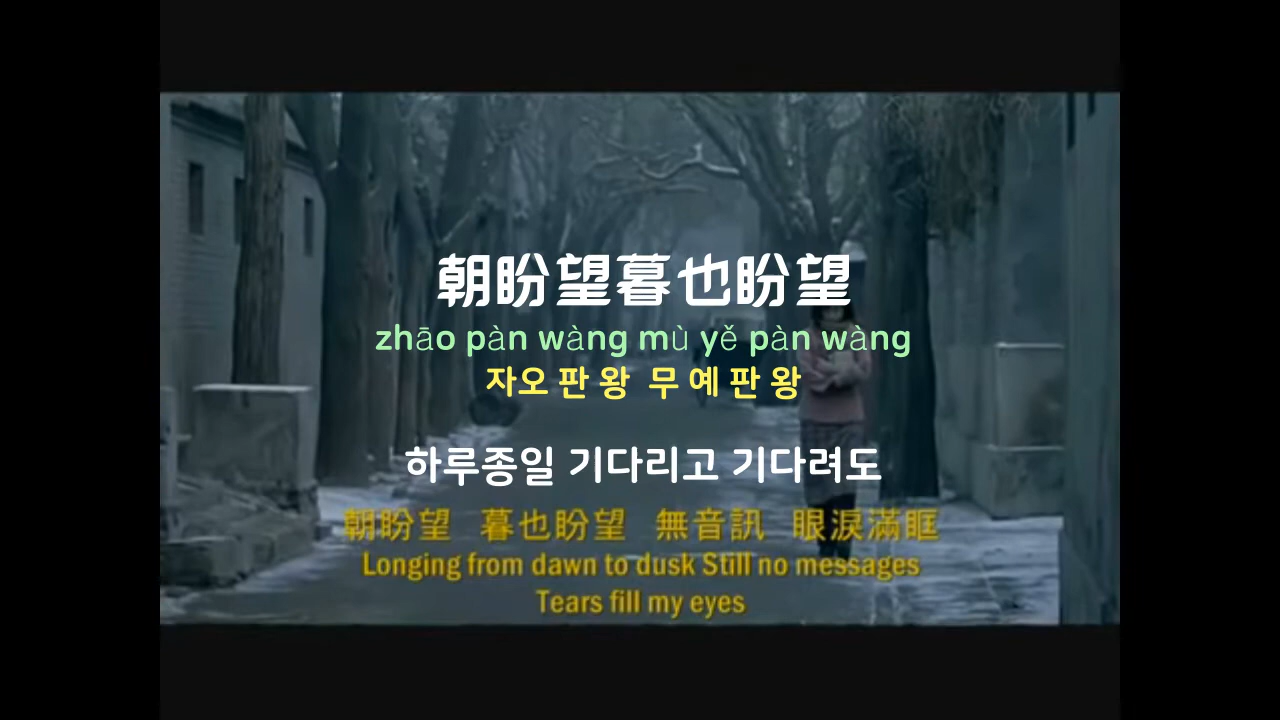 朝盼望暮也盼望
zhāo pàn wàng mù yě pàn wàng
자오 판 왕 무 예 판 왕
하루종일 기다리고 기다려도
朝盼望 暮也盼望 無音訊 眼淚滿眶
Longing from dawn to dusk Still no messages
Tears fill my eyes